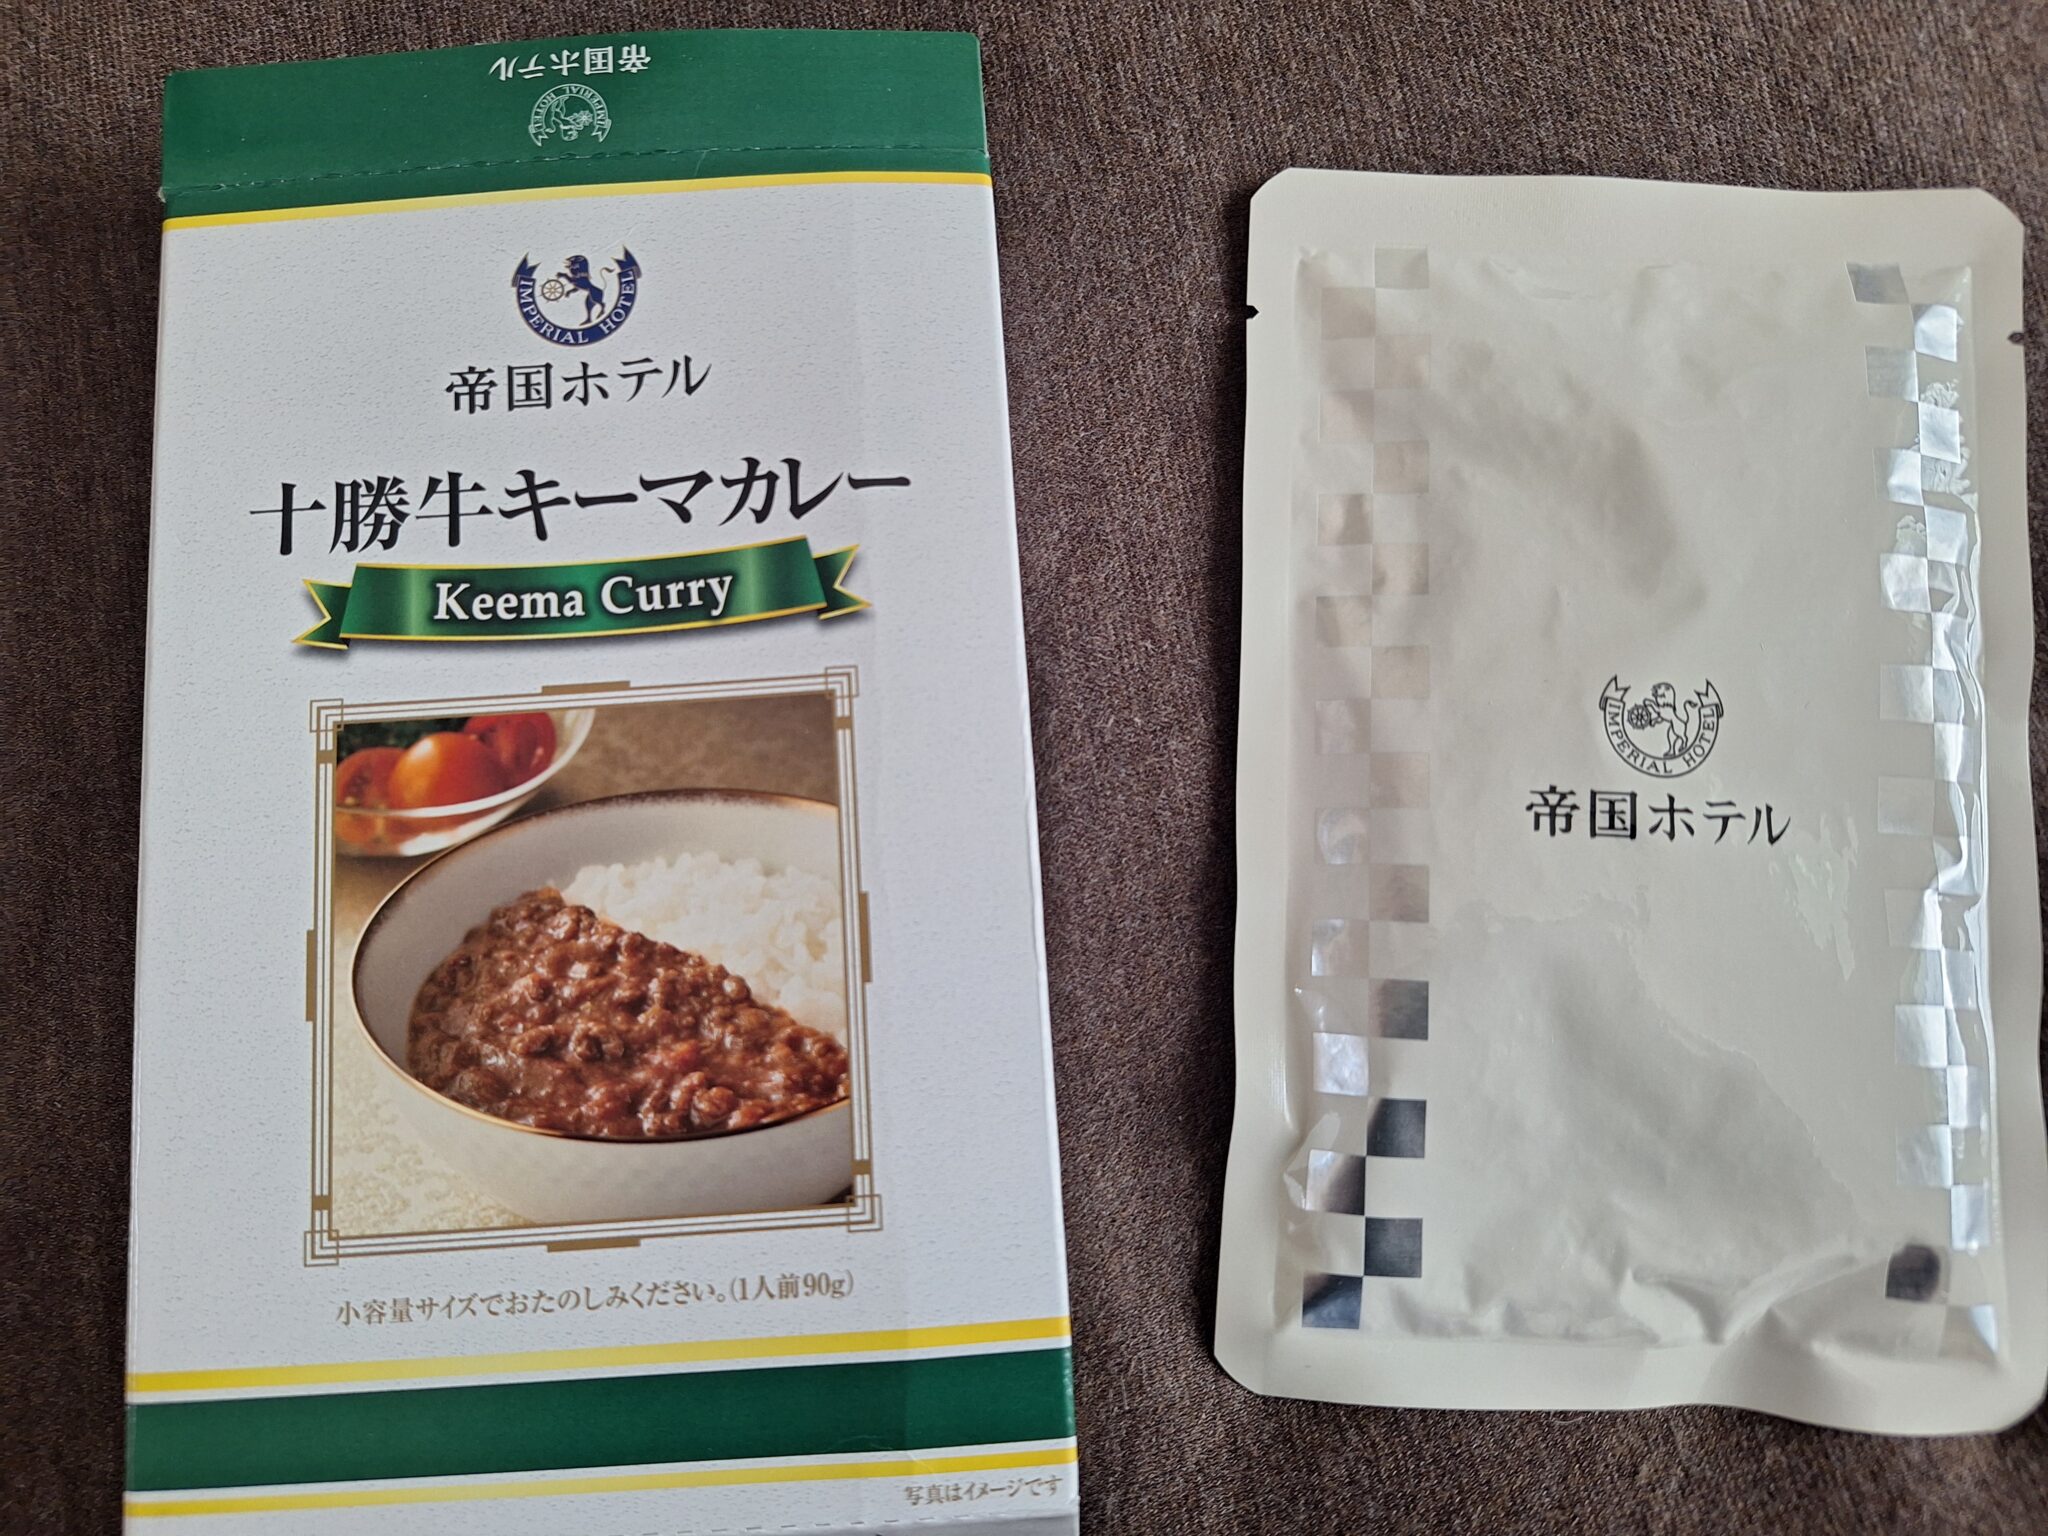 帝国ホテル
IMPERIAL HOTEL
IMPERIAL HOTEL
帝国ホテル
十勝牛キーマカレー
Keema Curry
小容量サイズでおたのしみください。(1人前90g)
写真はイメージです
IMPERIAL HOTEL
帝国ホテル